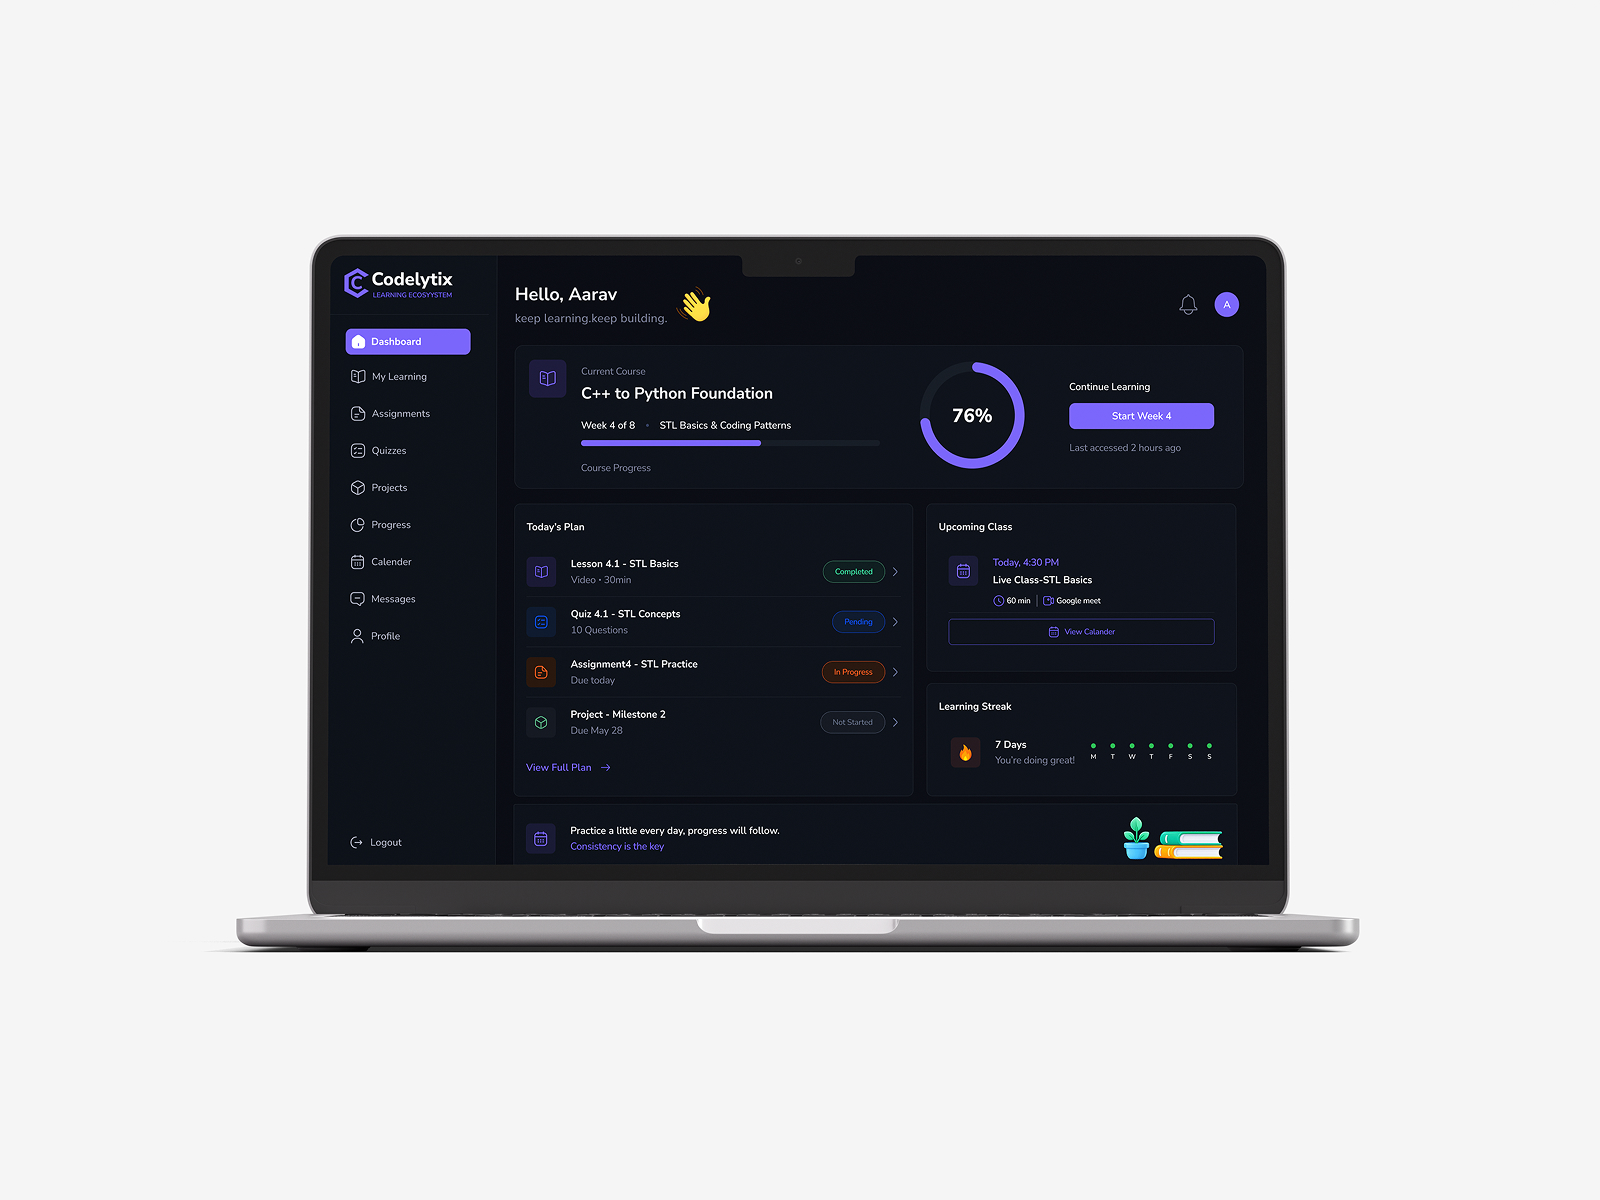 Codelytix
LEARNING ECOSYYSTEM
Dashboard
My Learning
Assignments
Quizzes
Projects
Progress
Calender
Messages
Profile
Logout
Hello, Aarav
keep learning.keep building.
A
Current Course
C++ to Python Foundation
Week 4 of 8 • STL Basics & Coding Patterns
Course Progress
76%
Continue Learning
Start Week 4
Last accessed 2 hours ago
Today's Plan
Lesson 4.1 - STL Basics
Video • 30min
Completed
Quiz 4.1 - STL Concepts
10 Questions
Pending
Assignment4 - STL Practice
Due today
In Progress
Project - Milestone 2
Due May 28
Not Started
View Full Plan
Upcoming Class
Today, 4:30 PM
Live Class-STL Basics
60 min | Google meet
View Calander
Learning Streak
7 Days
You're doing great!
M T W T F S S
Practice a little every day, progress will follow.
Consistency is the key